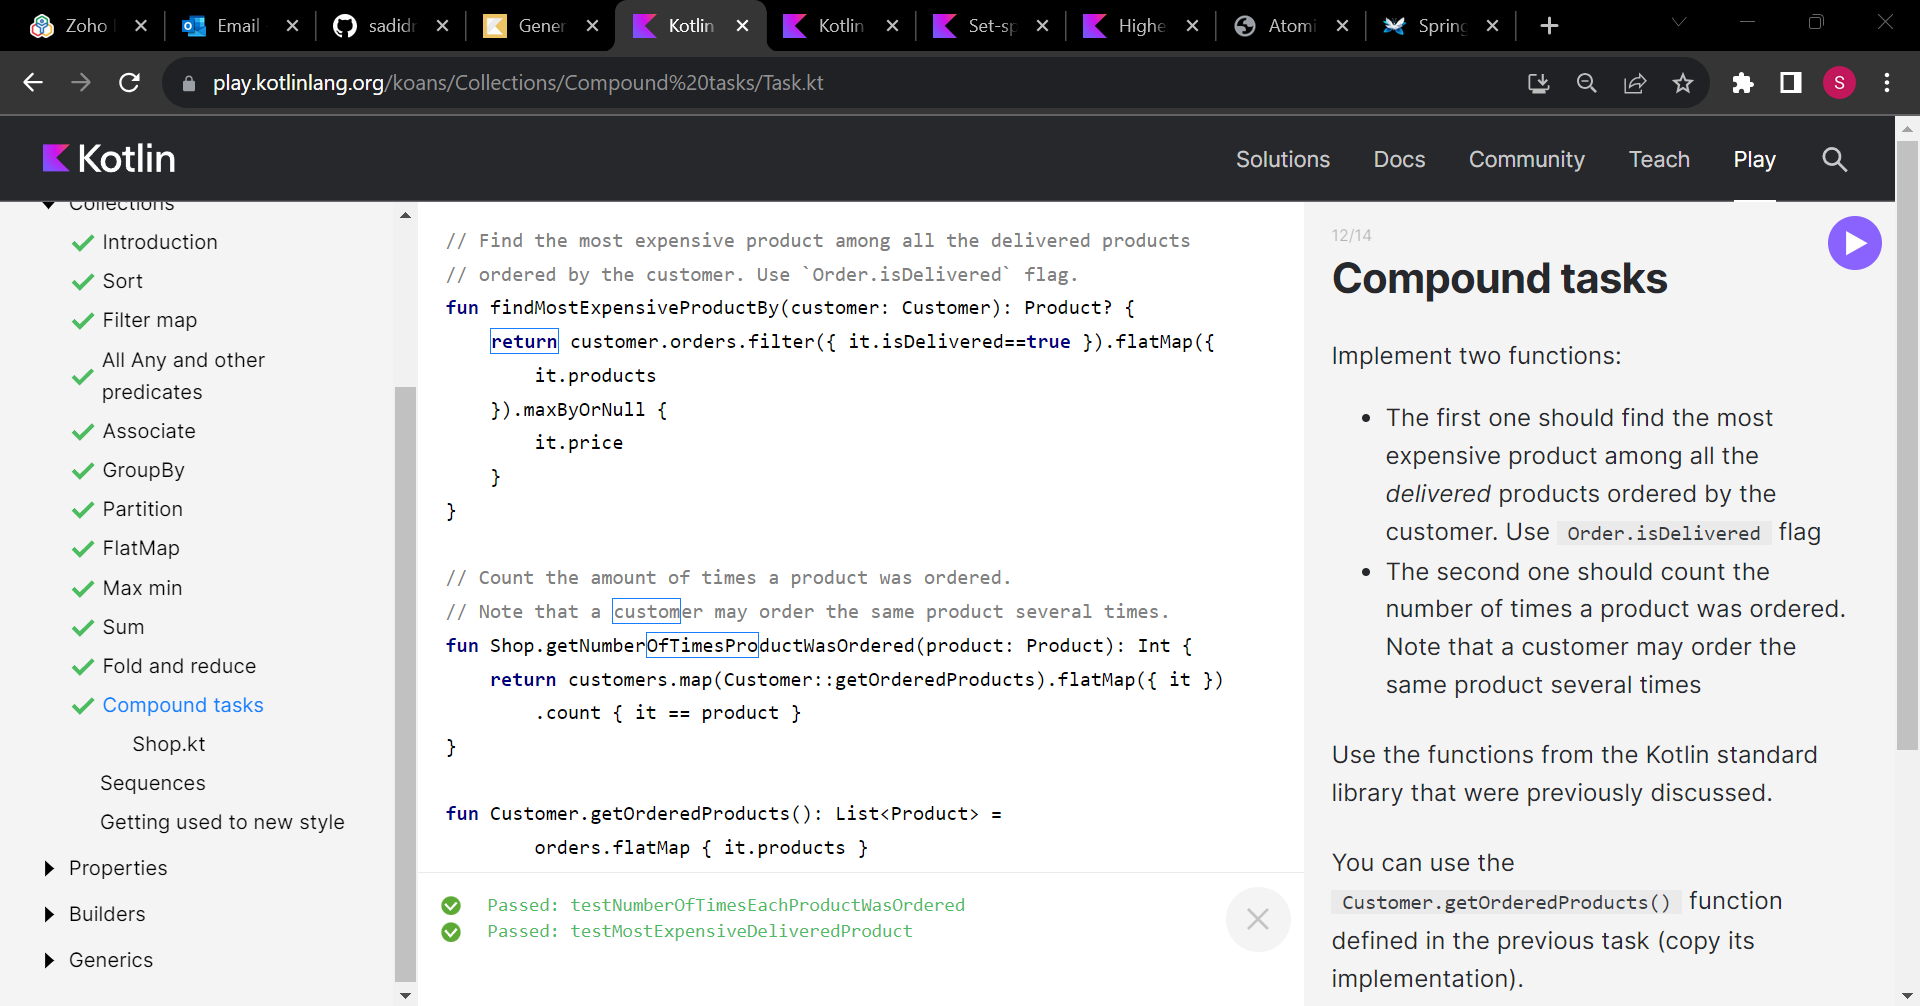 Zoho
Email
sadidr
Gener
Kotlin
Kotlin
Set-sp
Highe
Atomi
Spring
play.kotlinlang.org/koans/Collections/Compound%20tasks/Task.kt
S
Kotlin
Solutions
Docs
Community
Teach
Play
Collections
Introduction
Sort
Filter map
All Any and other
predicates
Associate
GroupBy
Partition
FlatMap
Max min
Sum
Fold and reduce
Compound tasks
Shop.kt
Sequences
Getting used to new style
Properties
Builders
Generics
// Find the most expensive product among all the delivered products
// ordered by the customer. Use `Order.isDelivered` flag.
fun findMostExpensiveProductBy(customer: Customer): Product? {
return customer.orders.filter({ it.isDelivered==true }).flatMap({
it.products
}).maxByOrNull {
it.price
}
}
// Count the amount of times a product was ordered.
// Note that a customer may order the same product several times.
fun Shop.getNumberOfTimesProductWasOrdered(product: Product): Int {
return customers.map(Customer::getOrderedProducts).flatMap({ it })
.count { it == product }
}
fun Customer.getOrderedProducts(): List<Product> =
orders.flatMap { it.products }
Passed: testNumberOfTimesEachProductWasOrdered
Passed: testMostExpensiveDeliveredProduct
12/14
Compound tasks
Implement two functions:
• The first one should find the most
expensive product among all the
delivered products ordered by the
customer. Use Order.isDelivered flag
• The second one should count the
number of times a product was ordered.
Note that a customer may order the
same product several times
Use the functions from the Kotlin standard
library that were previously discussed.
You can use the
Customer.getOrderedProducts() function
defined in the previous task (copy its
implementation).